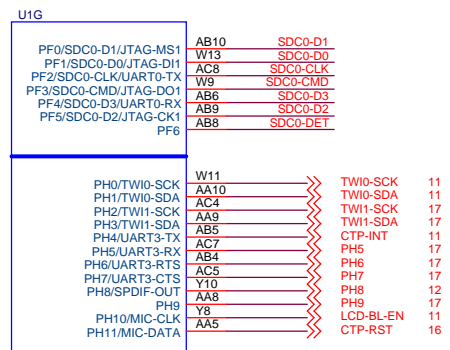 U1G
PF0/SDC0-D1/JTAG-MS1 AB10 SDC0-D1
PF1/SDC0-D0/JTAG-DI1 W13 SDC0-D0
PF2/SDC0-CLK/UART0-TX AC8 SDC0-CLK
PF3/SDC0-CMD/JTAG-DO1 W9 SDC0-CMD
PF4/SDC0-D3/UART0-RX AB6 SDC0-D3
PF5/SDC0-D2/JTAG-CK1 AB9 SDC0-D2
PF6 AB8 SDC0-DET
PH0/TWI0-SCK W11 TWI0-SCK 11
PH1/TWI0-SDA AA10 TWI0-SDA 11
PH2/TWI1-SCK AC4 TWI1-SCK 17
PH3/TWI1-SDA AA9 TWI1-SDA 17
PH4/UART3-TX AB5 CTP-INT 11
PH5/UART3-RX AC7 PH5 17
PH6/UART3-RTS AB4 PH6 17
PH7/UART3-CTS AC5 PH7 17
PH8/SPDIF-OUT Y10 PH8 12
PH9 AA8 PH9 17
PH10/MIC-CLK Y8 LCD-BL-EN 11
PH11/MIC-DATA AA5 CTP-RST 16